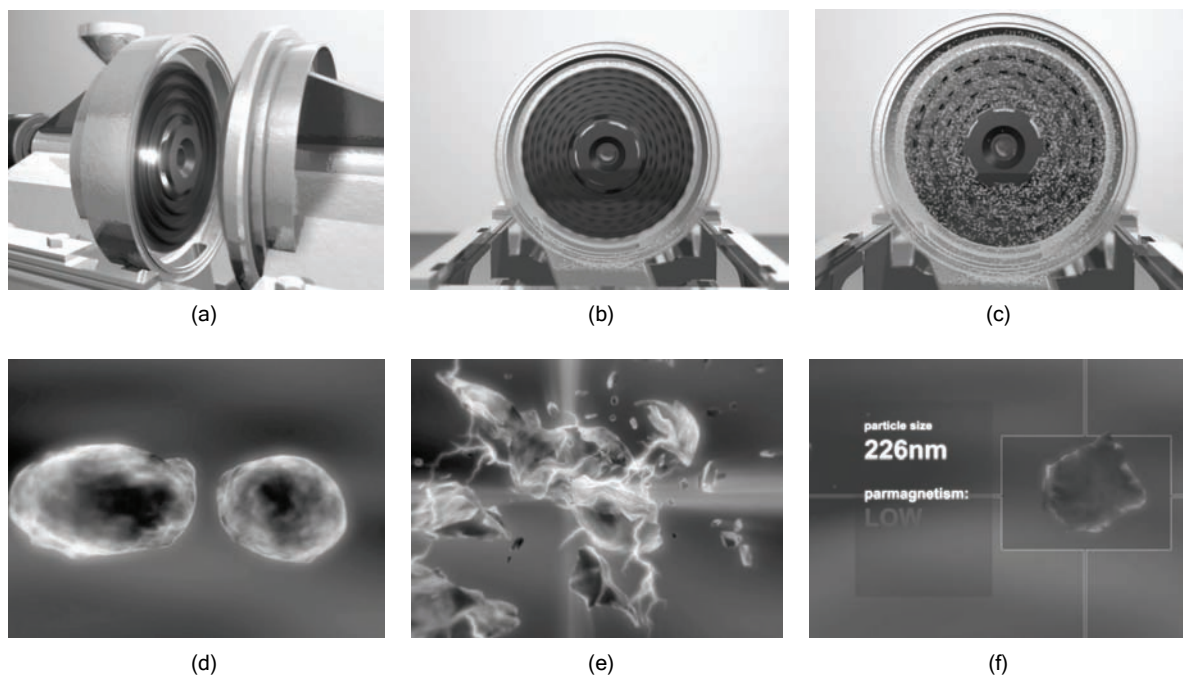 (a)
(b)
(c)
particle size
226nm
parmagnetism:
LOW
(d)
(e)
(f)